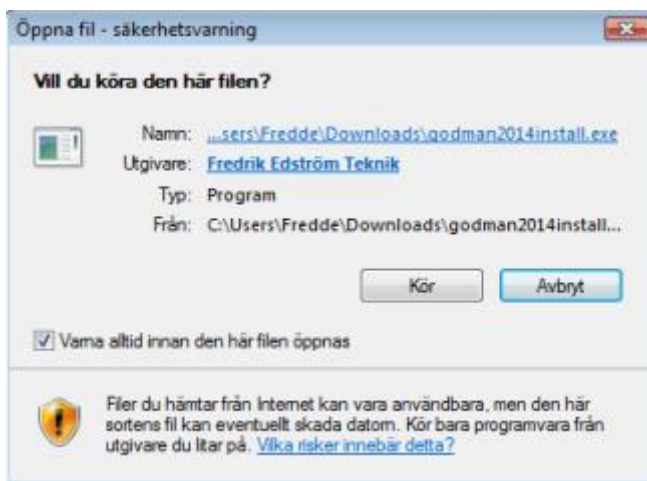 Öppna fil - säkerhetsvarning
Vill du köra den här filen?
Namn: ...sers\Fredde\Downloads\godman2014install.exe
Utgivare: Fredrik Edström Teknik
Typ: Program
Från: C:\Users\Fredde\Downloads\godman2014install...
Kör Avbryt
Varna alltid innan den här filen öppnas
Filer du hämtar från Internet kan vara användbara, men den här
sortens fil kan eventuellt skada datorn. Kör bara programvara från
utgivare du litar på. Vilka risker innebär detta?